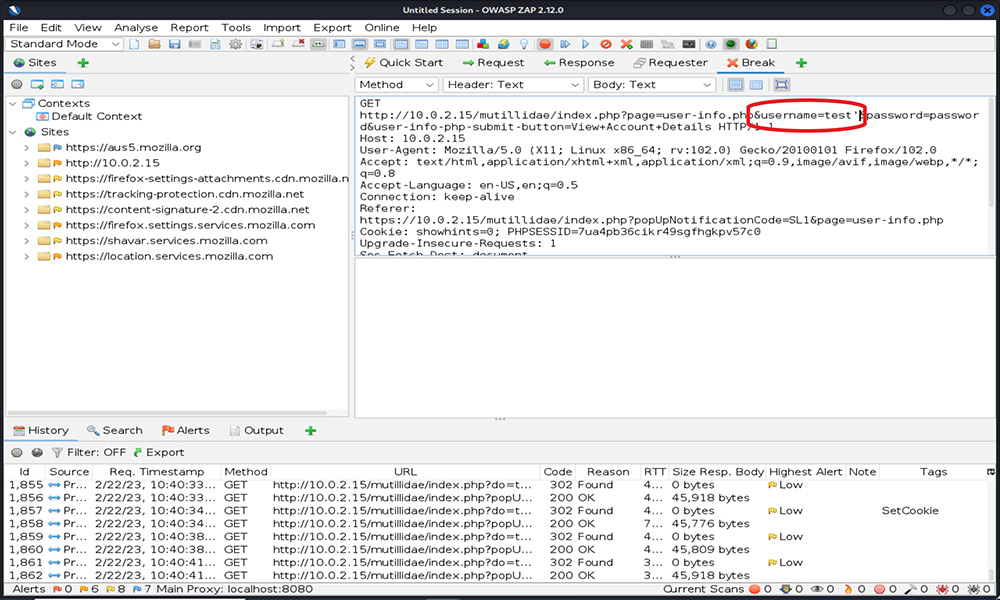 Untitled Session - OWASP ZAP 2.12.0
File Edit View Analyse Report Tools Import Export Online Help
Standard Mode
Sites
Quick Start Request Response Requester Break
Method Header: Text Body: Text
Contexts
Default Context
Sites
https://aus5.mozilla.org
http://10.0.2.15
https://firefox-settings-attachments.cdn.mozilla.n
https://tracking-protection.cdn.mozilla.net
https://content-signature-2.cdn.mozilla.net
https://firefox.settings.services.mozilla.com
https://shavar.services.mozilla.com
https://location.services.mozilla.com
GET
http://10.0.2.15/mutillidae/index.php?page=user-info.php&username=test'&password=passwor
d&user-info-php-submit-button=View+Account+Details HTTP/1.1
Host: 10.0.2.15
User-Agent: Mozilla/5.0 (X11; Linux x86_64; rv:102.0) Gecko/20100101 Firefox/102.0
Accept: text/html,application/xhtml+xml,application/xml;q=0.9,image/avif,image/webp,*/*;
q=0.8
Accept-Language: en-US,en;q=0.5
Connection: keep-alive
Referer:
https://10.0.2.15/mutillidae/index.php?popUpNotificationCode=SL1&page=user-info.php
Cookie: showhints=0; PHPSESSID=7ua4pb36cikr49sgfhgkpv57c0
Upgrade-Insecure-Requests: 1
Sec-Fetch-Dest: document
History Search Alerts Output
Filter: OFF Export
Id Source Req. Timestamp Method URL Code Reason RTT Size Resp. Body Highest Alert Note Tags
1,855 Pr... 2/22/23, 10:40:33... GET http://10.0.2.15/mutillidae/index.php?do=t... 302 Found 4... 0 bytes Low
1,856 Pr... 2/22/23, 10:40:33... GET http://10.0.2.15/mutillidae/index.php?popU... 200 OK 4... 45,918 bytes
1,857 Pr... 2/22/23, 10:40:34... GET http://10.0.2.15/mutillidae/index.php?do=t... 302 Found 4... 0 bytes Low SetCookie
1,858 Pr... 2/22/23, 10:40:34... GET http://10.0.2.15/mutillidae/index.php?popU... 200 OK 7... 45,776 bytes
1,859 Pr... 2/22/23, 10:40:38... GET http://10.0.2.15/mutillidae/index.php?do=t... 302 Found 4... 0 bytes Low
1,860 Pr... 2/22/23, 10:40:38... GET http://10.0.2.15/mutillidae/index.php?popU... 200 OK 4... 45,809 bytes
1,861 Pr... 2/22/23, 10:40:41... GET http://10.0.2.15/mutillidae/index.php?do=t... 302 Found 3... 0 bytes Low
1,862 Pr... 2/22/23, 10:40:41... GET http://10.0.2.15/mutillidae/index.php?popU... 200 OK 4... 45,918 bytes
Alerts 0 6 8 7 Main Proxy: localhost:8080 Current Scans 0 0 0 0 0 0 0 0